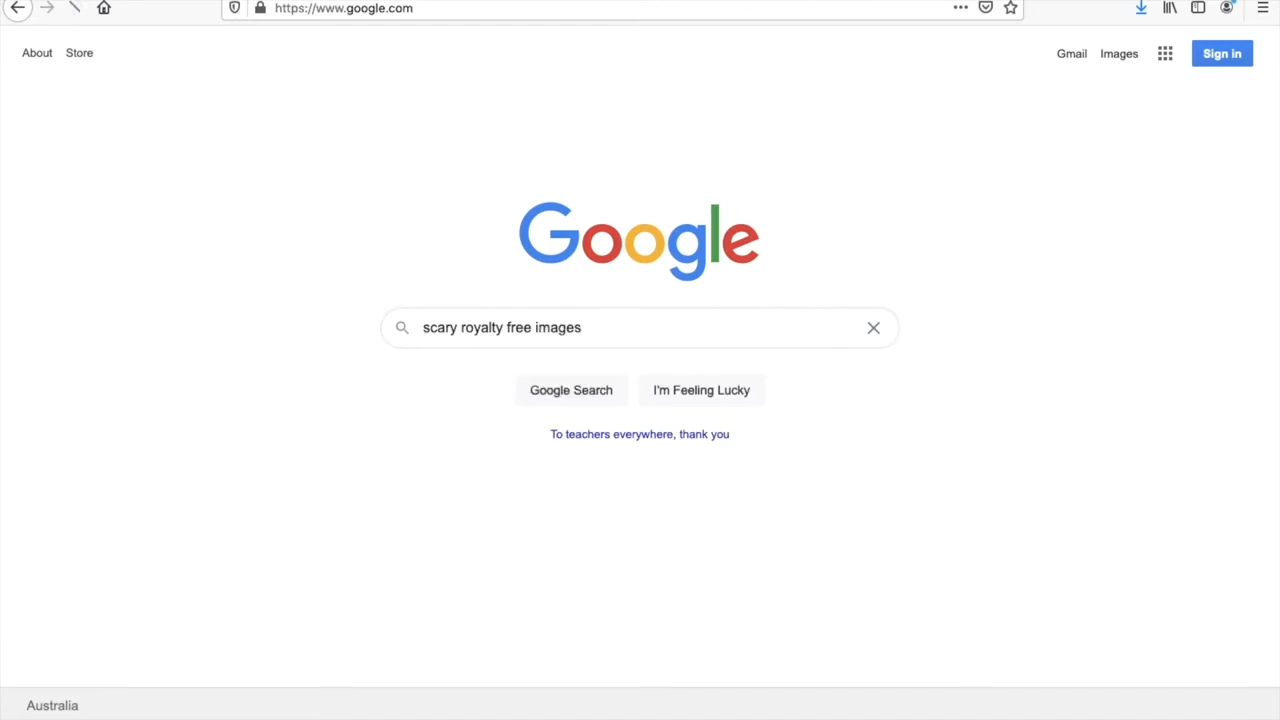 https://www.google.com
About Store
Gmail Images Sign in
Google
scary royalty free images
Google Search I'm Feeling Lucky
To teachers everywhere, thank you
Australia